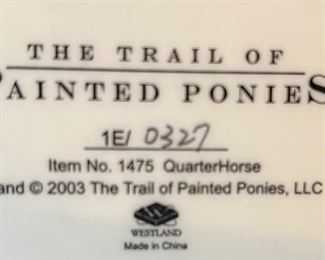 THE TRAIL OF
PAINTED PONIES
1E/ 0327
Item No. 1475 QuarterHorse
and © 2003 The Trail of Painted Ponies, LLC
WESTLAND
Made in China